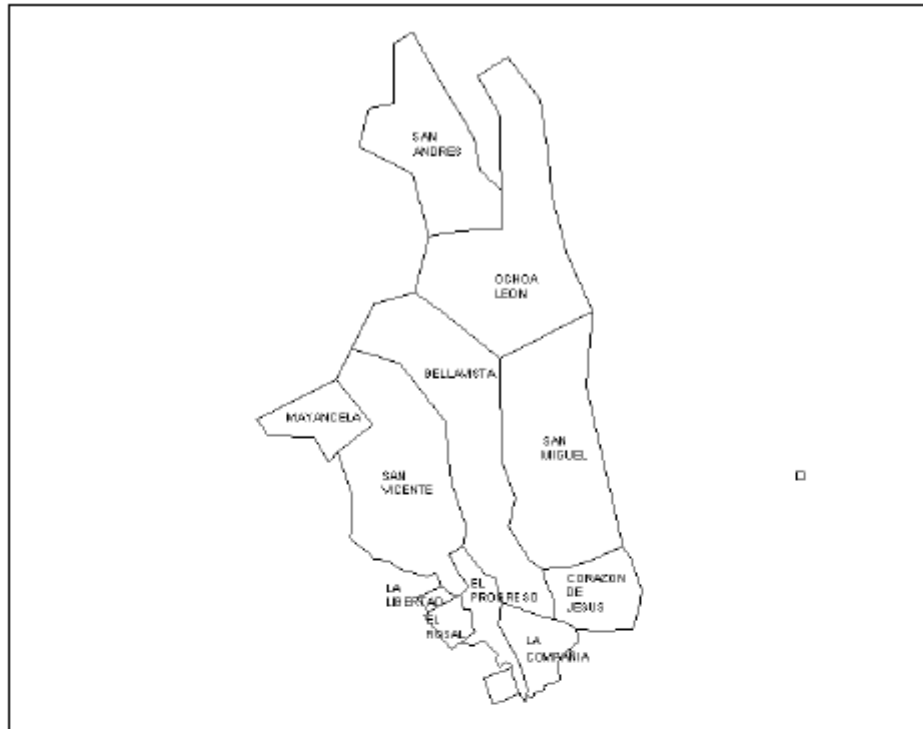 SAN
ANDRES
OCHOA
LEON
BELLAVISTA
MAYANCELA
SAN
MIGUEL
SAN
VICENTE
CORAZON
DE
JESUS
LA
LIBERTAD
EL
PROGRESO
EL
ROSAL
LA
COMPAÑIA